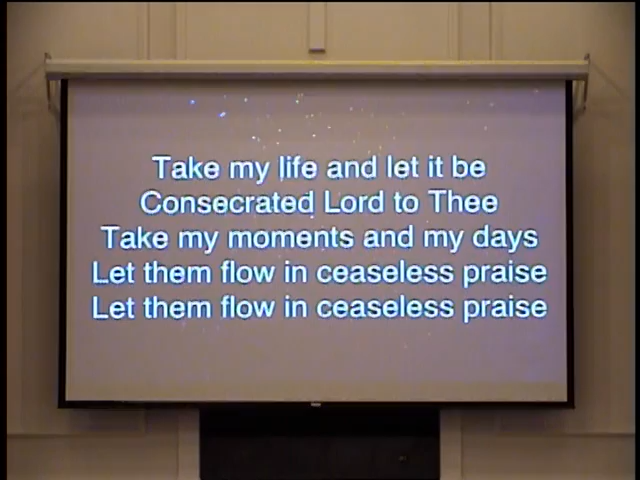 Take my life and let it be
Consecrated Lord to Thee
Take my moments and my days
Let them flow in ceaseless praise
Let them flow in ceaseless praise